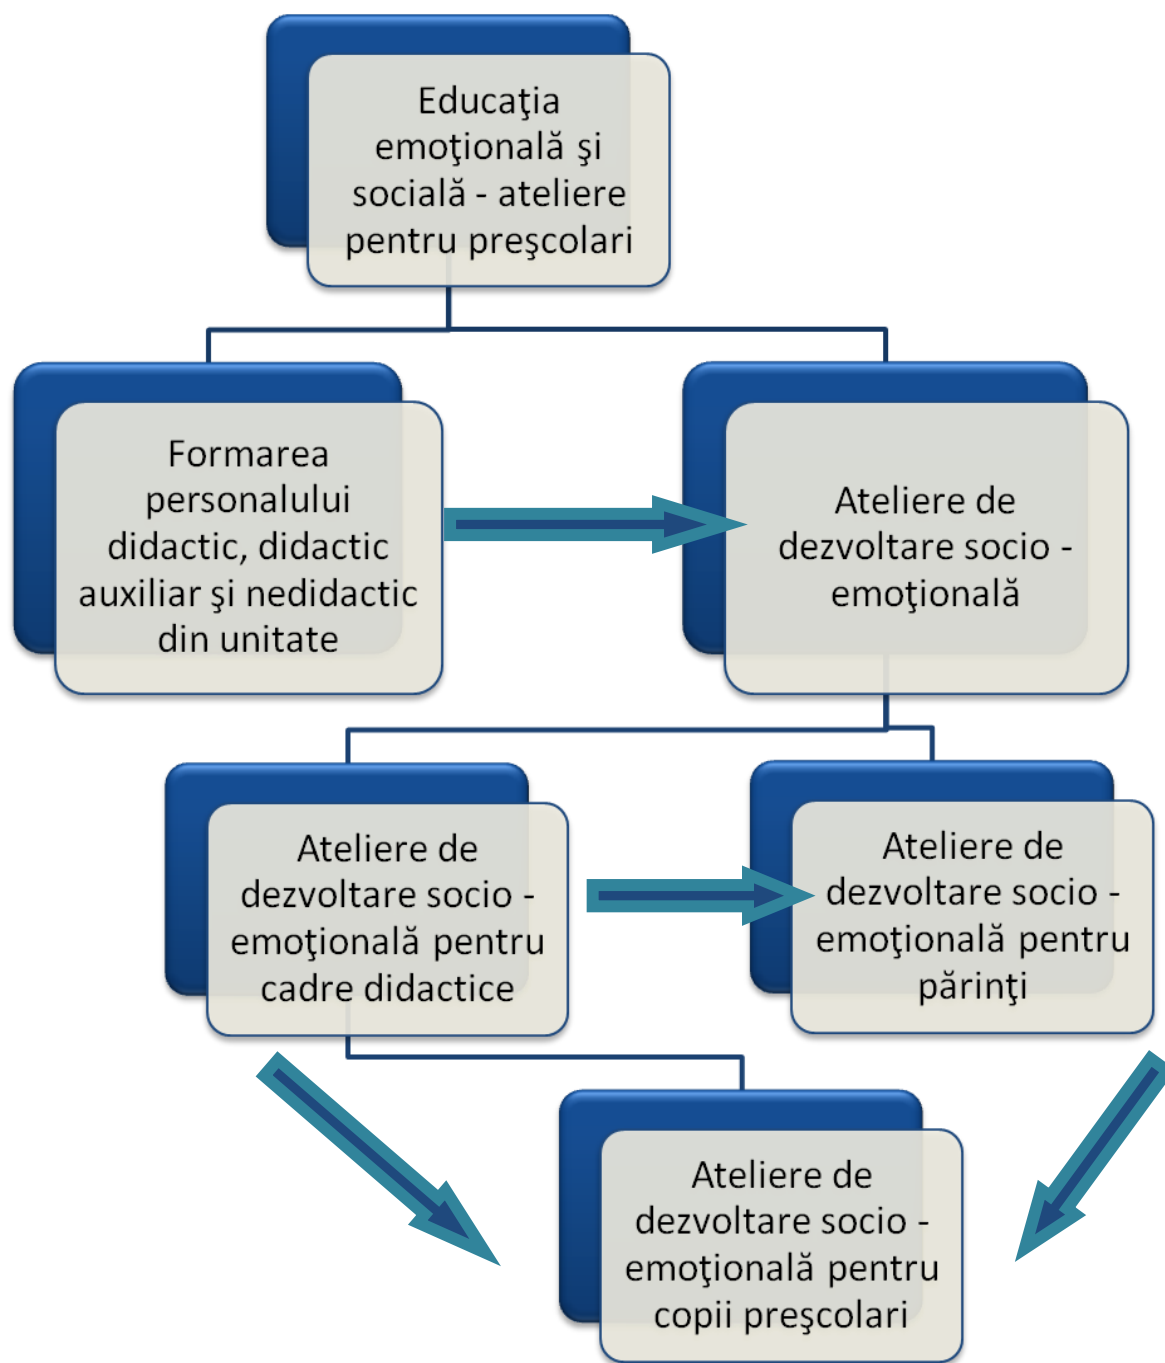 Educaţia
emoţională şi
socială - ateliere
pentru preşcolari
Formarea
personalului
didactic, didactic
auxiliar şi nedidactic
din unitate
Ateliere de
dezvoltare socio -
emoţională
Ateliere de
dezvoltare socio -
emoţională pentru
cadre didactice
Ateliere de
dezvoltare socio -
emoţională pentru
părinţi
Ateliere de
dezvoltare socio -
emoţională pentru
copii preşcolari